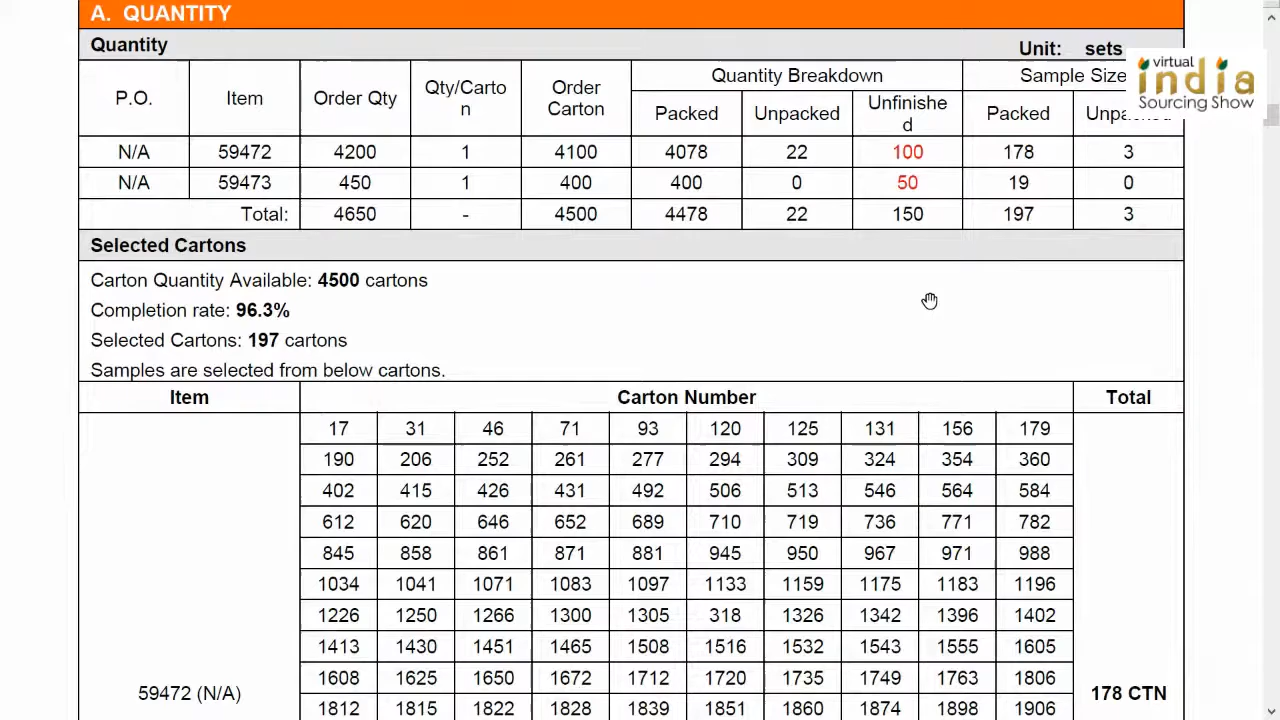 A. QUANTITY
Quantity
Unit: sets
virtual
india
Sourcing Show
P.O. Item Order Qty Qty/Carto
n Order
Carton Quantity Breakdown Sample Size
Packed Unpacked Unfinishe
d Packed
N/A 59472 4200 1 4100 4078 22 100 178 3
N/A 59473 450 1 400 400 0 50 19 0
Total: 4650 - 4500 4478 22 150 197 3
Selected Cartons
Carton Quantity Available: 4500 cartons
Completion rate: 96.3%
Selected Cartons: 197 cartons
Samples are selected from below cartons.
Item Carton Number Total
17 31 46 71 93 120 125 131 156 179
190 206 252 261 277 294 309 324 354 360
402 415 426 431 492 506 513 546 564 584
612 620 646 652 689 710 719 736 771 782
845 858 861 871 881 945 950 967 971 988
1034 1041 1071 1083 1097 1133 1159 1175 1183 1196
1226 1250 1266 1300 1305 318 1326 1342 1396 1402
1413 1430 1451 1465 1508 1516 1532 1543 1555 1605
1608 1625 1650 1672 1712 1720 1735 1749 1763 1806
59472 (N/A) 178 CTN
1812 1815 1822 1828 1839 1851 1860 1874 1898 1906